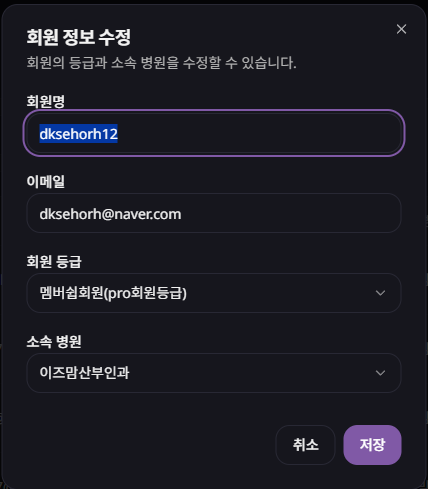 회원 정보 수정
회원의 등급과 소속 병원을 수정할 수 있습니다.
회원명
dksehorh12
이메일
dksehorh@naver.com
회원 등급
멤버쉽회원(pro회원등급)
소속 병원
이즈맘산부인과
취소
저장